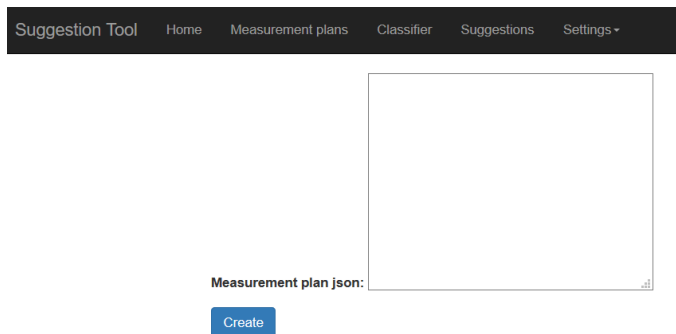 Suggestion Tool Home Measurement plans Classifier Suggestions Settings
Measurement plan json:
Create